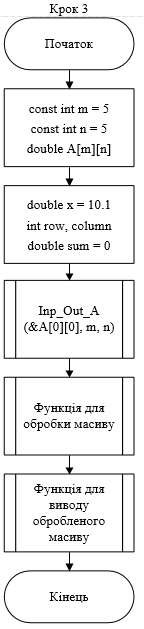 Крок 3
Початок
const int m = 5
const int n = 5
double A[m][n]
double x = 10.1
int row, column
double sum = 0
Inp_Out_A
(&A[0][0], m, n)
Функція для
обробки масиву
Функція для
виводу
обробленого
масиву
Кінець